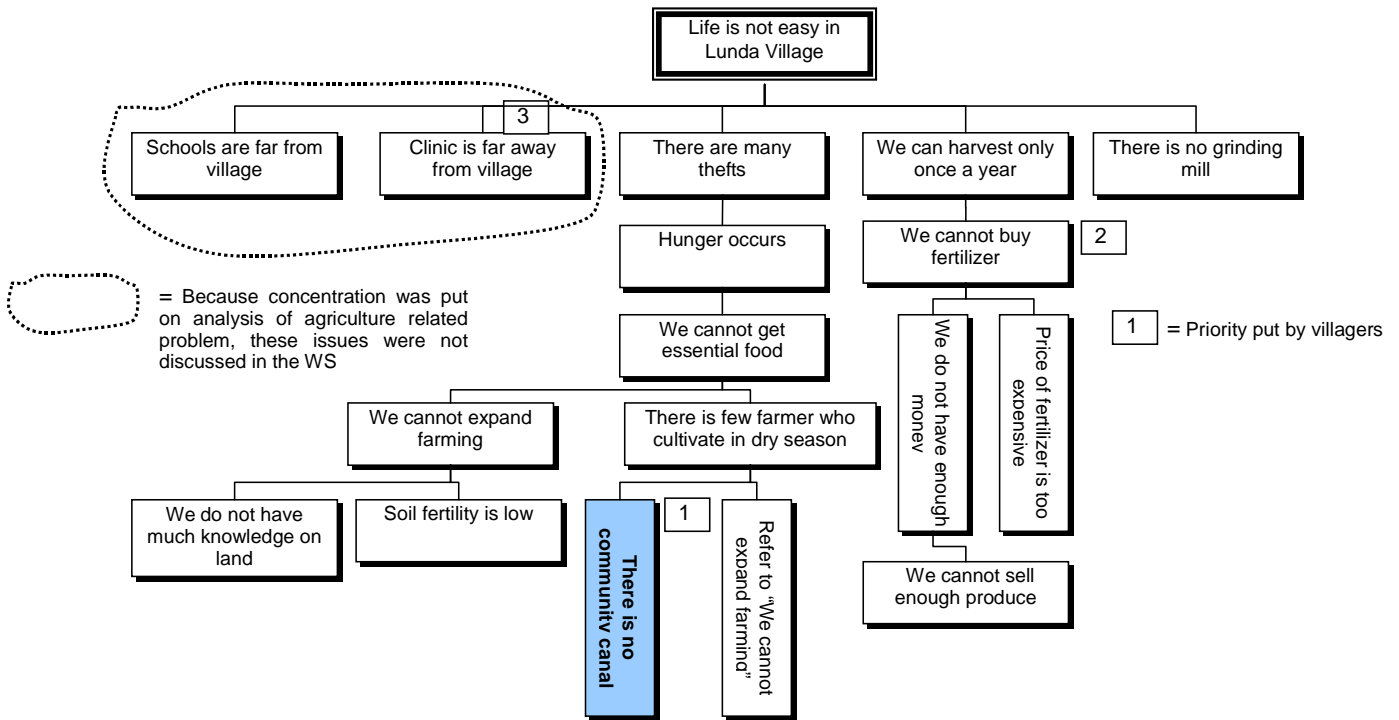 Life is not easy in
Lunda Village
3
Schools are far from
village
Clinic is far away
from village
There are many
thefts
We can harvest only
once a year
There is no grinding
mill
Hunger occurs
We cannot buy
fertilizer
2
= Because concentration was put
on analysis of agriculture related
problem, these issues were not
discussed in the WS
We cannot get
essential food
We do not have enough
money
Price of fertilizer is too
expensive
1
= Priority put by villagers
We cannot expand
farming
There is few farmer who
cultivate in dry season
We do not have
much knowledge on
land
Soil fertility is low
There is no
community canal
1
Refer to "We cannot
expand farming"
We cannot sell
enough produce